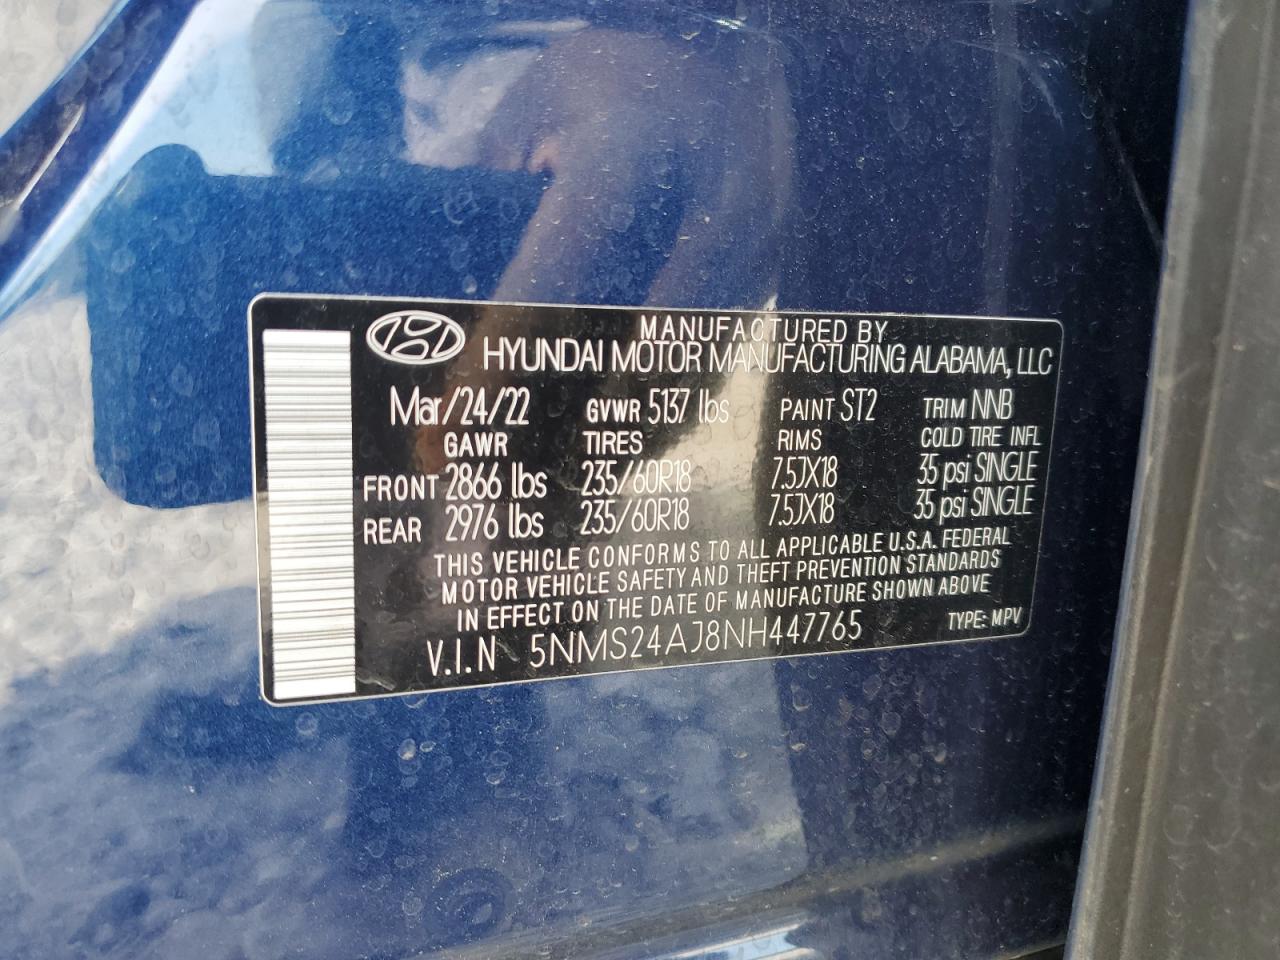 MANUFACTURED BY
HYUNDAI MOTOR MANUFACTURING ALABAMA, LLC
Mar/24/22 GVWR 5137 lbs PAINT ST2 TRIM NNB
GAWR TIRES RIMS COLD TIRE INFL
FRONT 2866 lbs 235/60R18 7.5JX18 35 psi SINGLE
REAR 2976 lbs 235/60R18 7.5JX18 35 psi SINGLE
THIS VEHICLE CONFORMS TO ALL APPLICABLE U.S.A. FEDERAL
MOTOR VEHICLE SAFETY AND THEFT PREVENTION STANDARDS
IN EFFECT ON THE DATE OF MANUFACTURE SHOWN ABOVE
V.I.N 5NMS24AJ8NH447765 TYPE: MPV